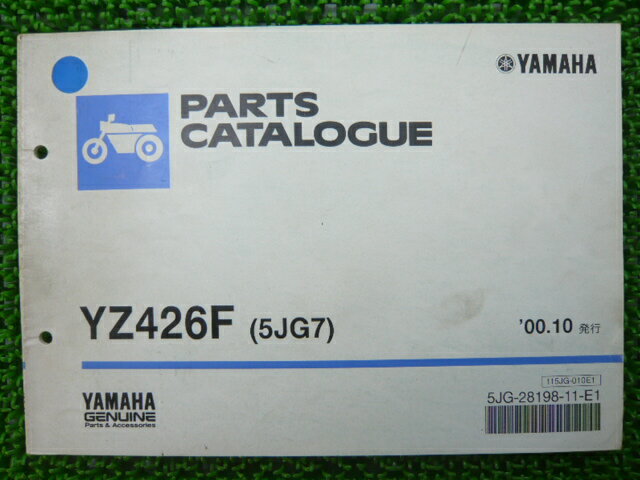 YAMAHA
PARTS
CATALOGUE
YZ426F (5JG7)
'00.10 発行
YAMAHA
GENUINE
Parts & Accessories
115JG-010E1
5JG-28198-11-E1